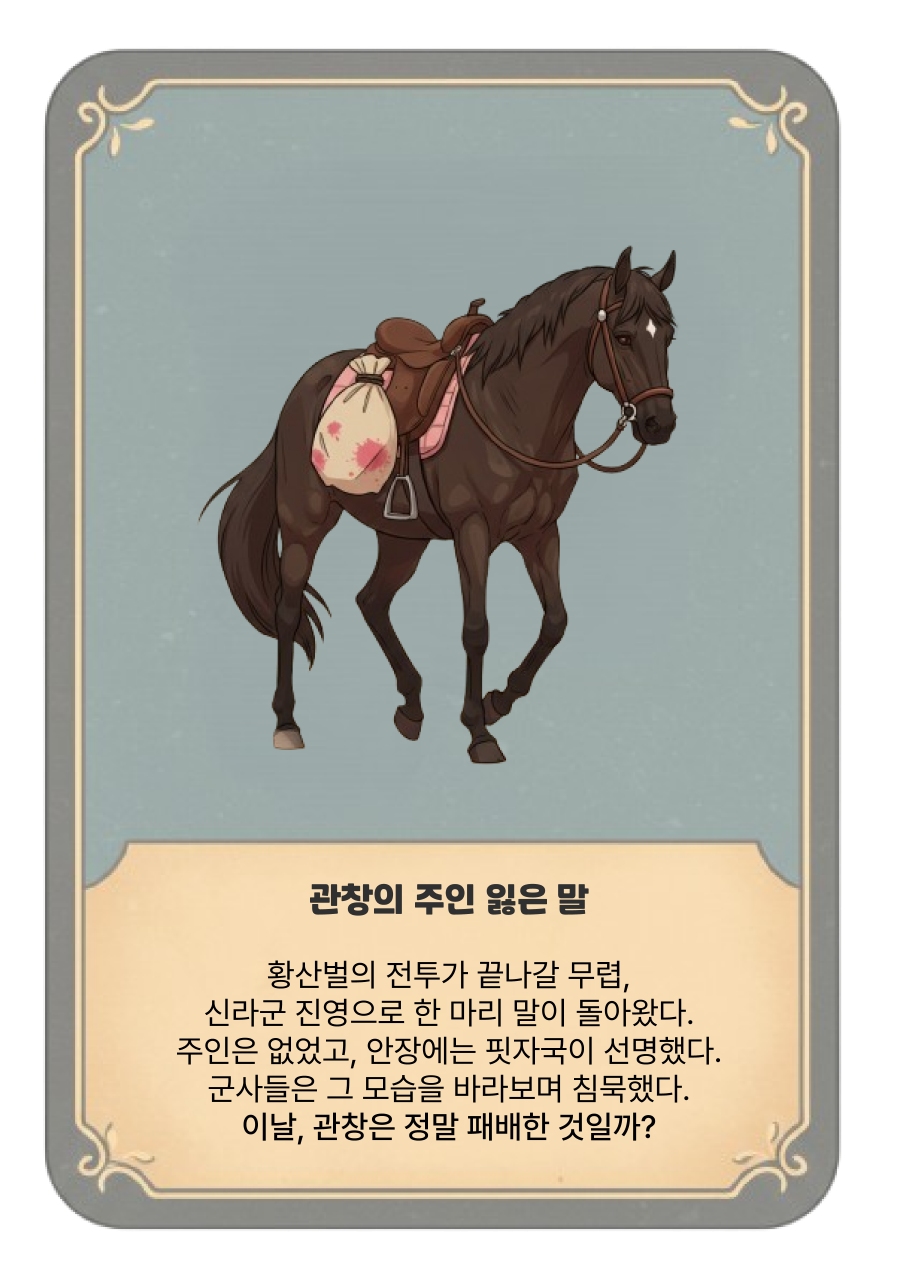 관창의 주인 잃은 말
황산벌의 전투가 끝나갈 무렵,
신라군 진영으로 한 마리 말이 돌아왔다.
주인은 없었고, 안장에는 핏자국이 선명했다.
군사들은 그 모습을 바라보며 침묵했다.
이날, 관창은 정말 패배한 것일까?